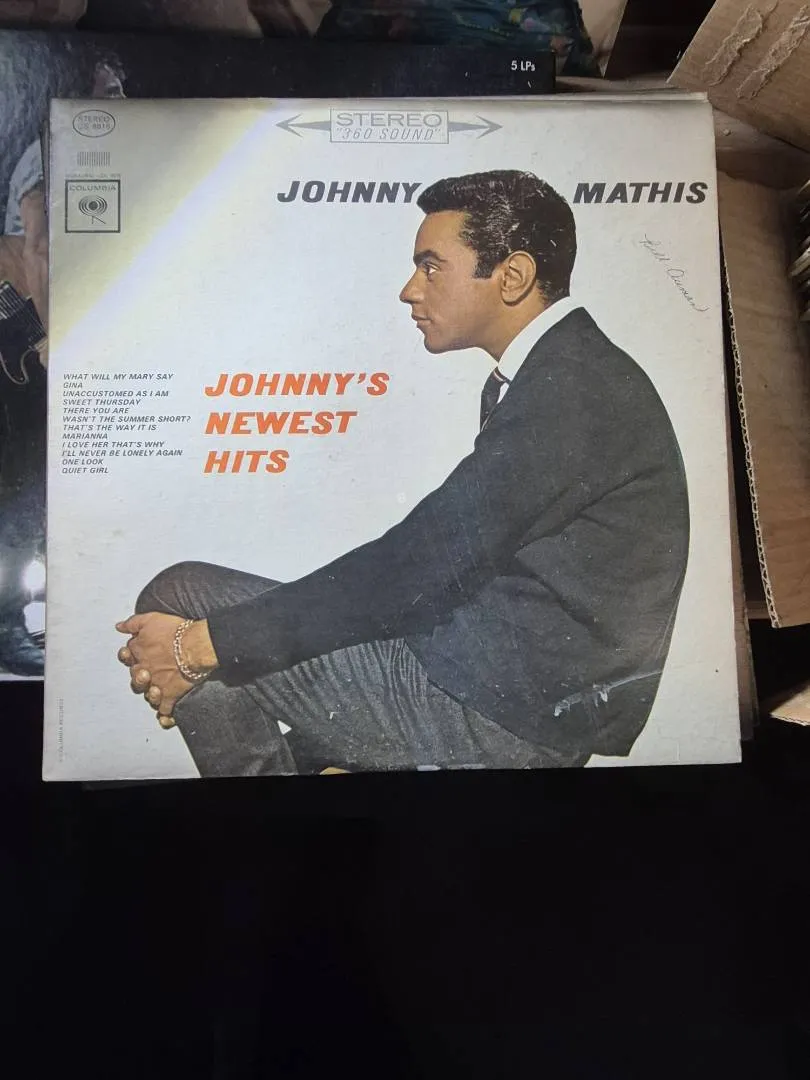 5 LPs
STEREO
CS 8816
STEREO
"360 SOUND"
COLUMBIA
JOHNNY MATHIS
WHAT WILL MY MARY SAY
GINA
UNACCUSTOMED AS I AM
SWEET THURSDAY
THERE YOU ARE
WASN'T THE SUMMER SHORT?
THAT'S THE WAY IT IS
MARIANNA
I LOVE HER THAT'S WHY
I'LL NEVER BE LONELY AGAIN
ONE LOOK
QUIET GIRL
JOHNNY'S
NEWEST
HITS